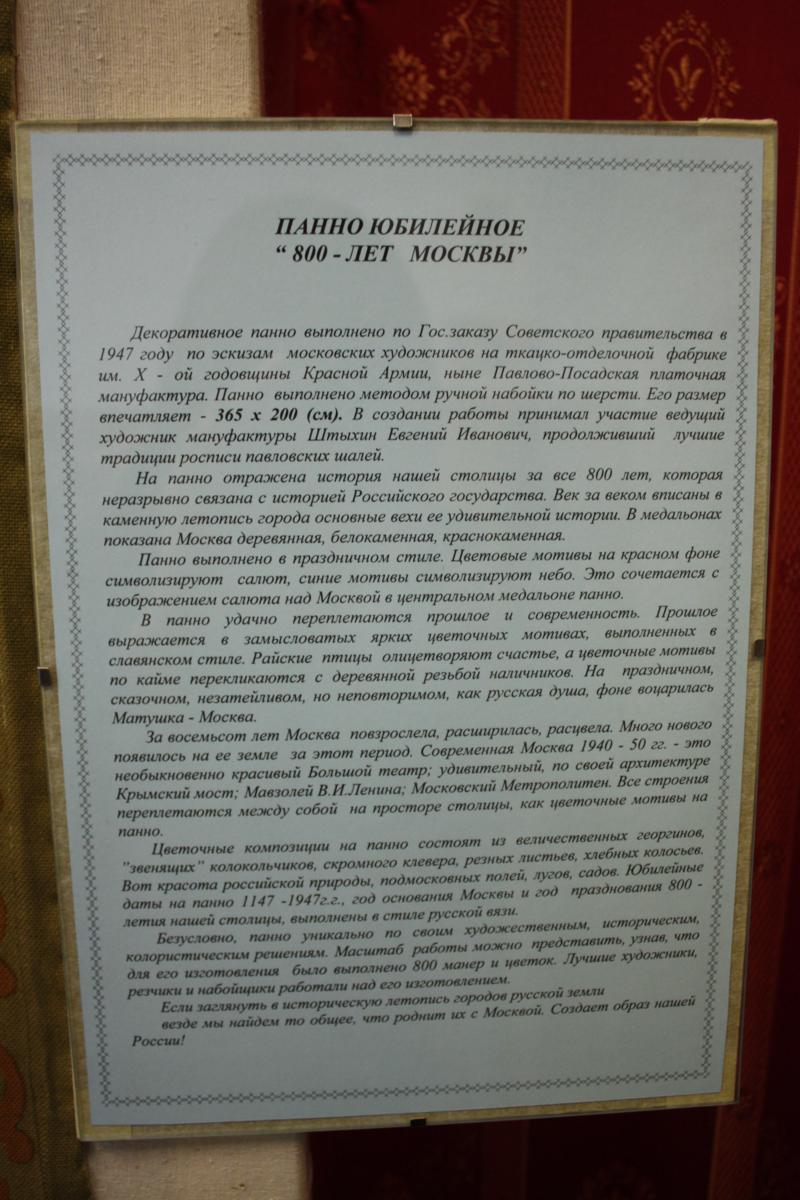 ПАННО ЮБИЛЕЙНОЕ
“ 800 - ЛЕТ МОСКВЫ”
Декоративное панно выполнено по Гос.заказу Советского правительства в
1947 году по эскизам московских художников на ткацко-отделочной фабрике
им. X - ой годовщины Красной Армии, ныне Павлово-Посадская платочная
мануфактура. Панно выполнено методом ручной набойки по шерсти. Его размер
впечатляет - 365 х 200 (см). В создании работы принимал участие ведущий
художник мануфактуры Штыхин Евгений Иванович, продолживший лучшие
традиции росписи павловских шалей.
На панно отражена история нашей столицы за все 800 лет, которая
неразрывно связана с историей Российского государства. Век за веком вписаны в
каменную летопись города основные вехи ее удивительной истории. В медальонах
показана Москва деревянная, белокаменная, краснокаменная.
Панно выполнено в праздничном стиле. Цветовые мотивы на красном фоне
символизируют салют, синие мотивы символизируют небо. Это сочетается с
изображением салюта над Москвой в центральном медальоне панно.
В панно удачно переплетаются прошлое и современность. Прошлое
выражается в замысловатых ярких цветочных мотивах, выполненных в
славянском стиле. Райские птицы олицетворяют счастье, а цветочные мотивы
по кайме перекликаются с деревянной резьбой наличников. На праздничном,
сказочном, незатейливом, но неповторимом, как русская душа, фоне воцарилась
Матушка - Москва.
За восемьсот лет Москва повзрослела, расширилась, расцвела. Много нового
появилось на ее земле за этот период. Современная Москва 1940 - 50 гг. - это
необыкновенно красивый Большой театр; удивительный, по своей архитектуре
Крымский мост; Мавзолей В.И.Ленина; Московский Метрополитен. Все строения
переплетаются между собой на просторе столицы, как цветочные мотивы на
панно.
Цветочные композиции на панно состоят из величественных георгинов,
"звенящих" колокольчиков, скромного клевера, резных листьев, хлебных колосьев.
Вот красота российской природы, подмосковных полей, лугов, садов. Юбилейные
даты на панно 1147 -1947г.г., год основания Москвы и год празднования 800 -
летия нашей столицы, выполнены в стиле русской вязи.
Безусловно, панно уникально по своим художественным, историческим,
колористическим решениям. Масштаб работы можно представить, узнав, что
для его изготовления было выполнено 800 манер и цветок. Лучшие художники,
резчики и набойщики работали над его изготовлением.
Если заглянуть в историческую летопись городов русской земли
везде мы найдем то общее, что роднит их с Москвой. Создает образ нашей
России!